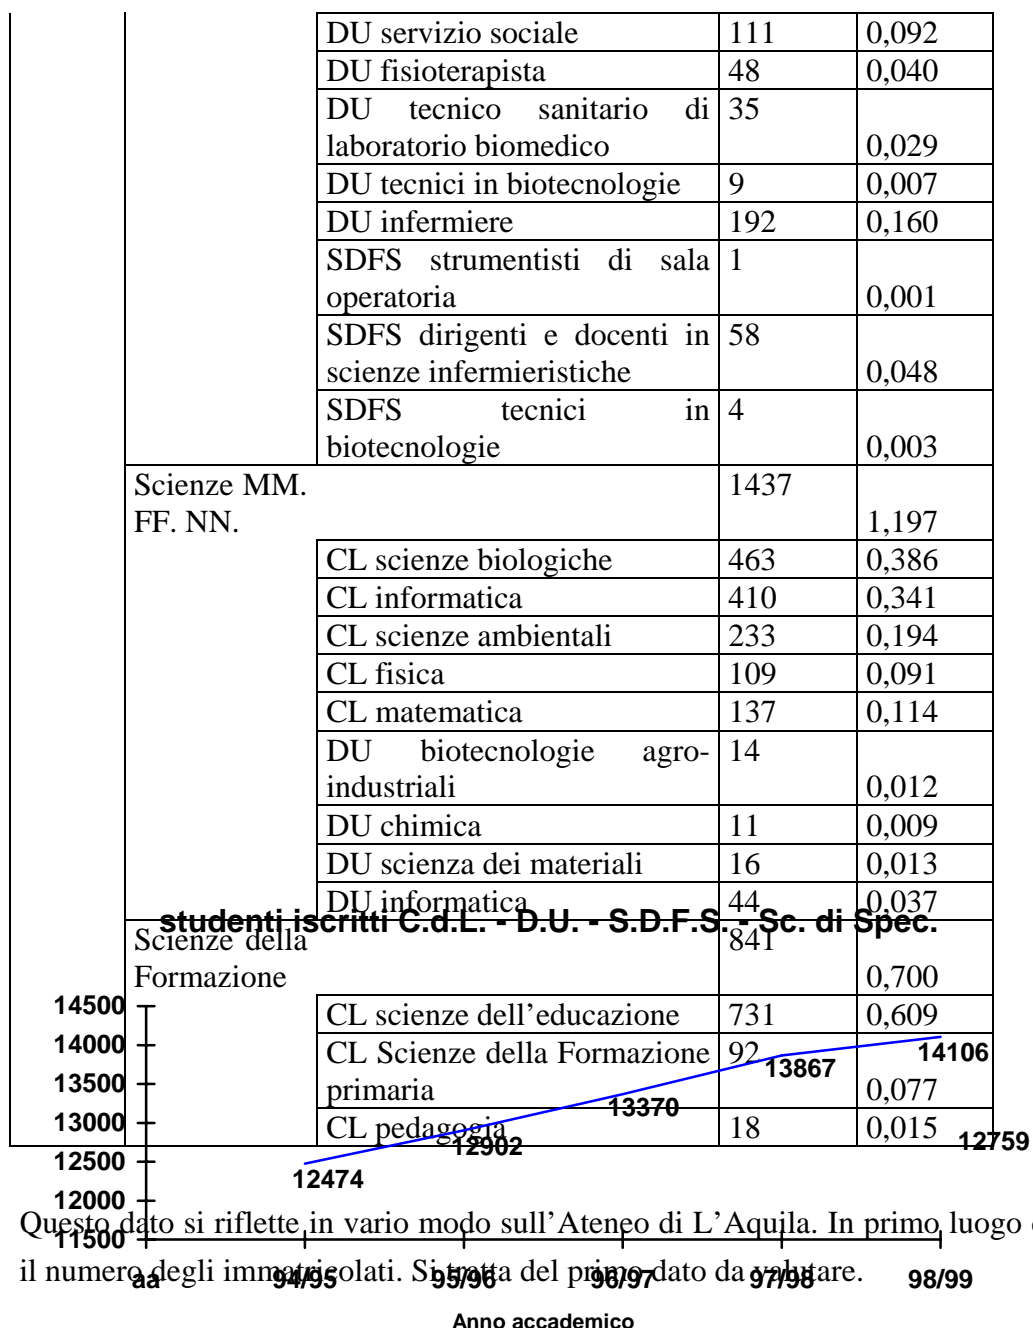 DU servizio sociale 111 0,092
DU fisioterapista 48 0,040
DU tecnico sanitario di 35
laboratorio biomedico 0,029
DU tecnici in biotecnologie 9 0,007
DU infermiere 192 0,160
SDFS strumentisti di sala 1
operatoria 0,001
SDFS dirigenti e docenti in 58
scienze infermieristiche 0,048
SDFS tecnici in 4
biotecnologie 0,003
Scienze MM. 1437
FF. NN. 1,197
CL scienze biologiche 463 0,386
CL informatica 410 0,341
CL scienze ambientali 233 0,194
CL fisica 109 0,091
CL matematica 137 0,114
DU biotecnologie agro- 14
industriali 0,012
DU chimica 11 0,009
DU scienza dei materiali 16 0,013
DU informatica 44 0,037
studenti iscritti C.d.L. - D.U. - S.D.F.S. - Sc. di Spec.
Scienze della 841
Formazione 0,700
14500
CL scienze dell'educazione 731 0,609
14000
CL Scienze della Formazione 92
13867 14106
13500
primaria 0,077
13370
13000
CL pedagogia 18 0,015
12902 12759
12500
12474
12000
Questo dato si riflette in vario modo sull'Ateneo di L'Aquila. In primo luogo
11500
il numero degli immatricolati. Si tratta del primo dato da valutare.
aa 94/95 95/96 96/97 97/98 98/99
Anno accademico